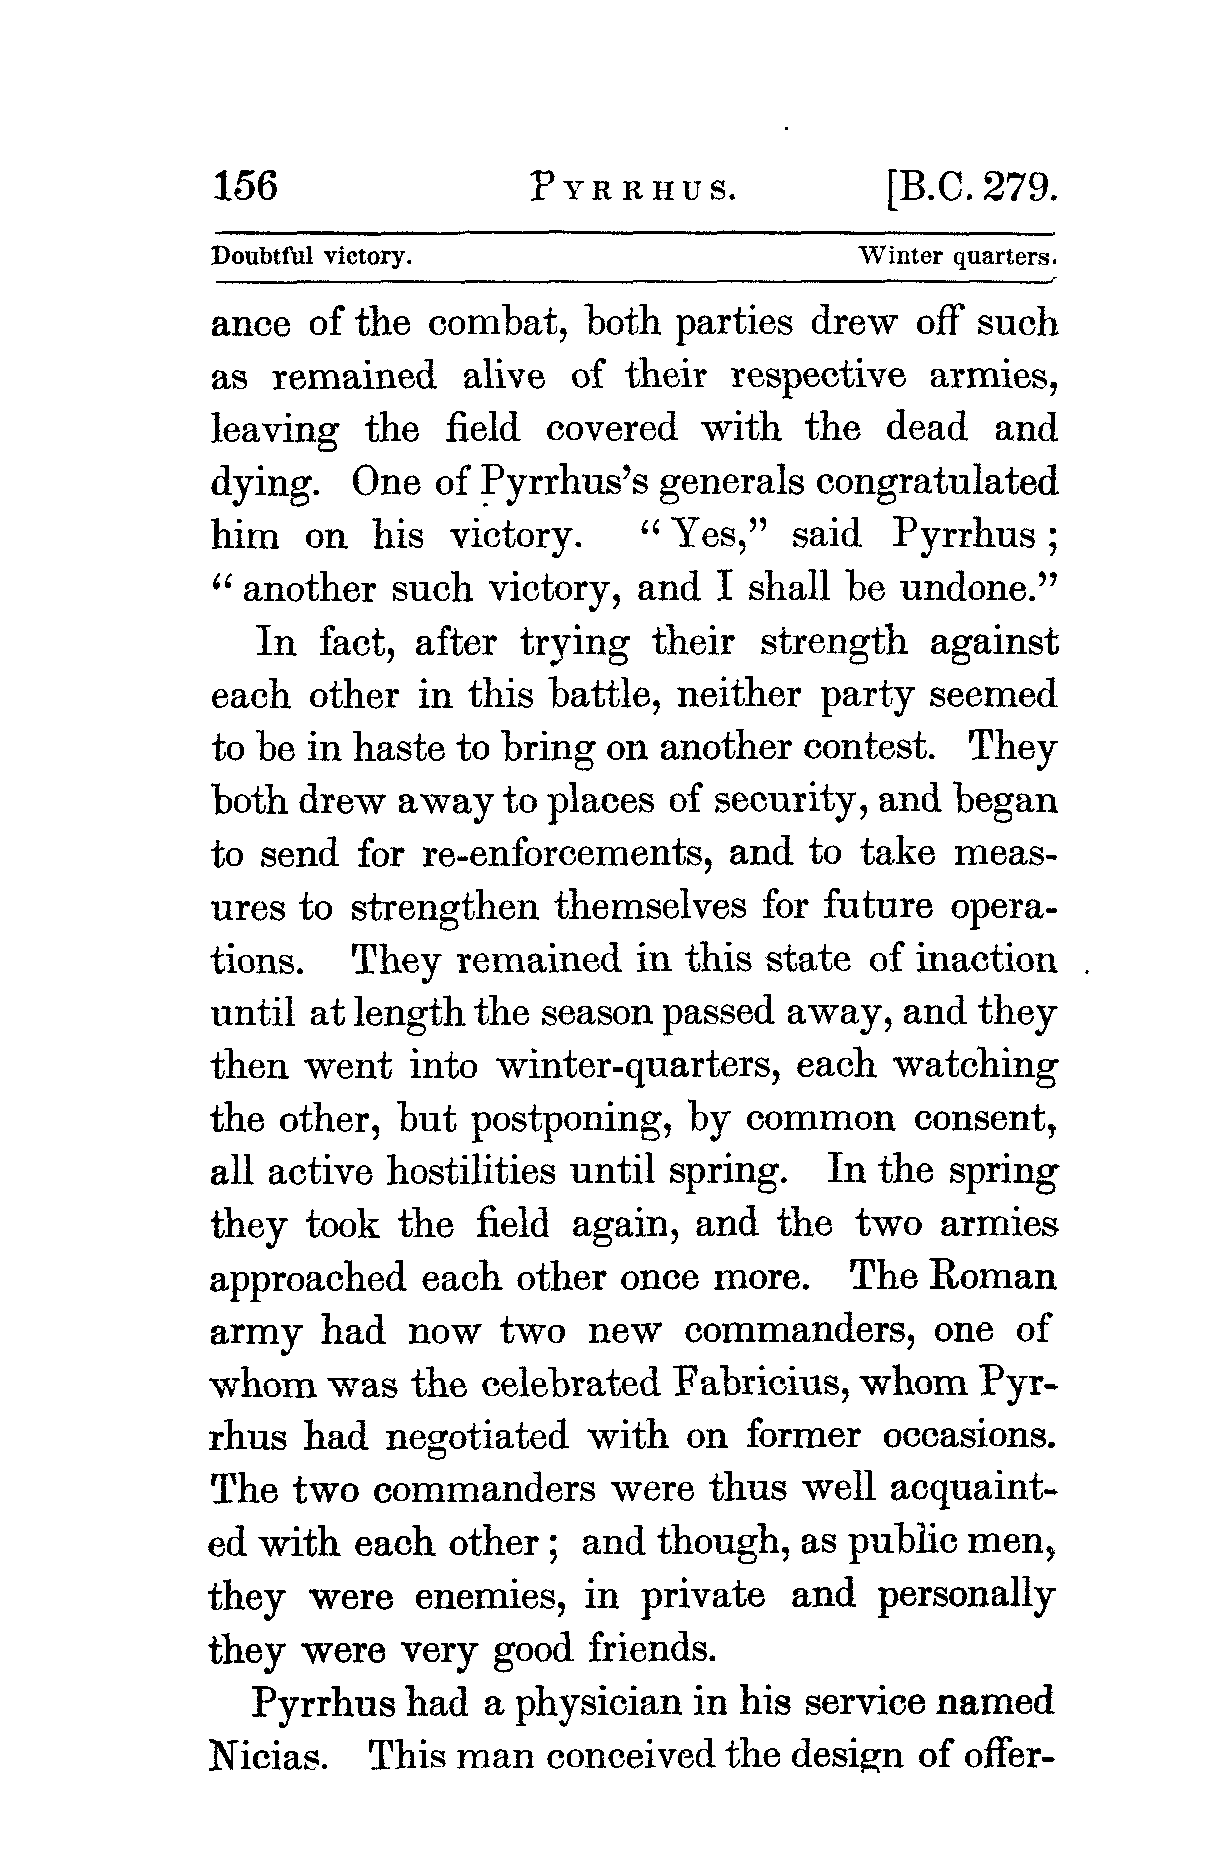 156 PYRRHUS. [B.C. 279.
Doubtful victory. Winter quarters.
ance of the combat, both parties drew off such
as remained alive of their respective armies,
leaving the field covered with the dead and
dying. One of Pyrrhus's generals congratulated
him on his victory. “Yes,” said Pyrrhus;
“another such victory, and I shall be undone.”
In fact, after trying their strength against
each other in this battle, neither party seemed
to be in haste to bring on another contest. They
both drew away to places of security, and began
to send for re-enforcements, and to take meas-
ures to strengthen themselves for future opera-
tions. They remained in this state of inaction
until at length the season passed away, and they
then went into winter-quarters, each watching
the other, but postponing, by common consent,
all active hostilities until spring. In the spring
they took the field again, and the two armies
approached each other once more. The Roman
army had now two new commanders, one of
whom was the celebrated Fabricius, whom Pyr-
rhus had negotiated with on former occasions.
The two commanders were thus well acquaint-
ed with each other; and though, as public men,
they were enemies, in private and personally
they were very good friends.
Pyrrhus had a physician in his service named
Nicias. This man conceived the design of offer-